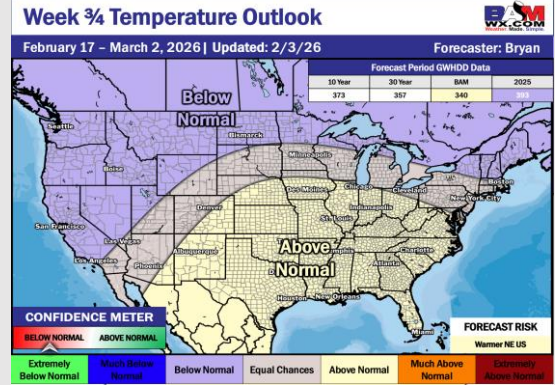 Week ¾ Temperature Outlook
BAM
WX.COM
Weather. Made. Simple.
February 17 – March 2, 2026 | Updated: 2/3/26
Forecaster: Bryan
Forecast Period GWHDD Data
10 Year 30 Year BAM 2025
373 357 340 393
Below
Normal
Seattle
Bismarck
Minneapolis
Boise
Boston
Chicago
Cleveland
New York City
Des Moines
Denver
Indianapolis
San Francisco
St. Louis
Las Vegas
Above
Normal
Memphis
Charlotte
Los Angeles
Albuquerque
Phoenix
Atlanta
Houston
New Orleans
Miami
CONFIDENCE METER
BELOW NORMAL ABOVE NORMAL
FORECAST RISK
Warmer NE US
Extremely
Below Normal
Much Below
Normal
Below Normal
Equal Chances
Above Normal
Much Above
Normal
Extremely
Above Normal